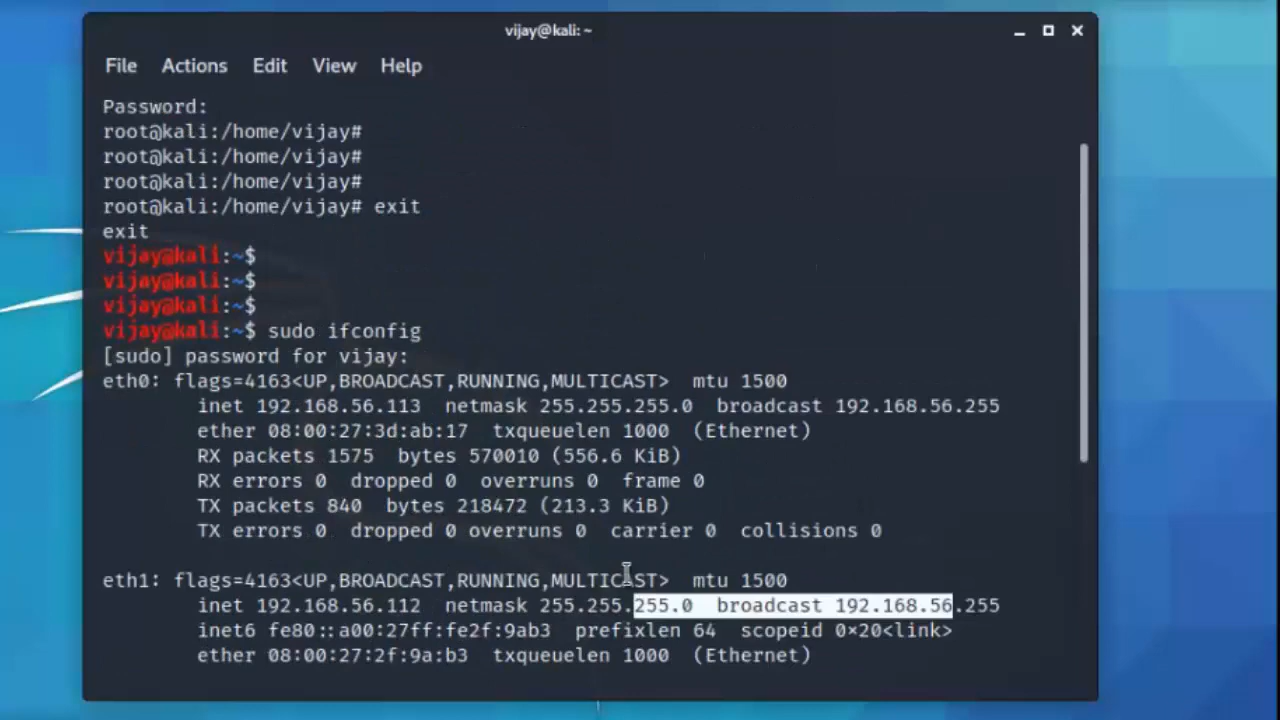 vijay@kali: ~
File Actions Edit View Help
Password:
root@kali:/home/vijay#
root@kali:/home/vijay#
root@kali:/home/vijay#
root@kali:/home/vijay# exit
exit
vijay@kali:~$
vijay@kali:~$
vijay@kali:~$
vijay@kali:~$ sudo ifconfig
[sudo] password for vijay:
eth0: flags=4163<UP,BROADCAST,RUNNING,MULTICAST>  mtu 1500
inet 192.168.56.113  netmask 255.255.255.0  broadcast 192.168.56.255
ether 08:00:27:3d:ab:17  txqueuelen 1000  (Ethernet)
RX packets 1575  bytes 570010 (556.6 KiB)
RX errors 0  dropped 0  overruns 0  frame 0
TX packets 840  bytes 218472 (213.3 KiB)
TX errors 0  dropped 0 overruns 0  carrier 0  collisions 0
eth1: flags=4163<UP,BROADCAST,RUNNING,MULTICAST>  mtu 1500
inet 192.168.56.112  netmask 255.255.255.0  broadcast 192.168.56.255
inet6 fe80::a00:27ff:fe2f:9ab3  prefixlen 64  scopeid 0×20<link>
ether 08:00:27:2f:9a:b3  txqueuelen 1000  (Ethernet)